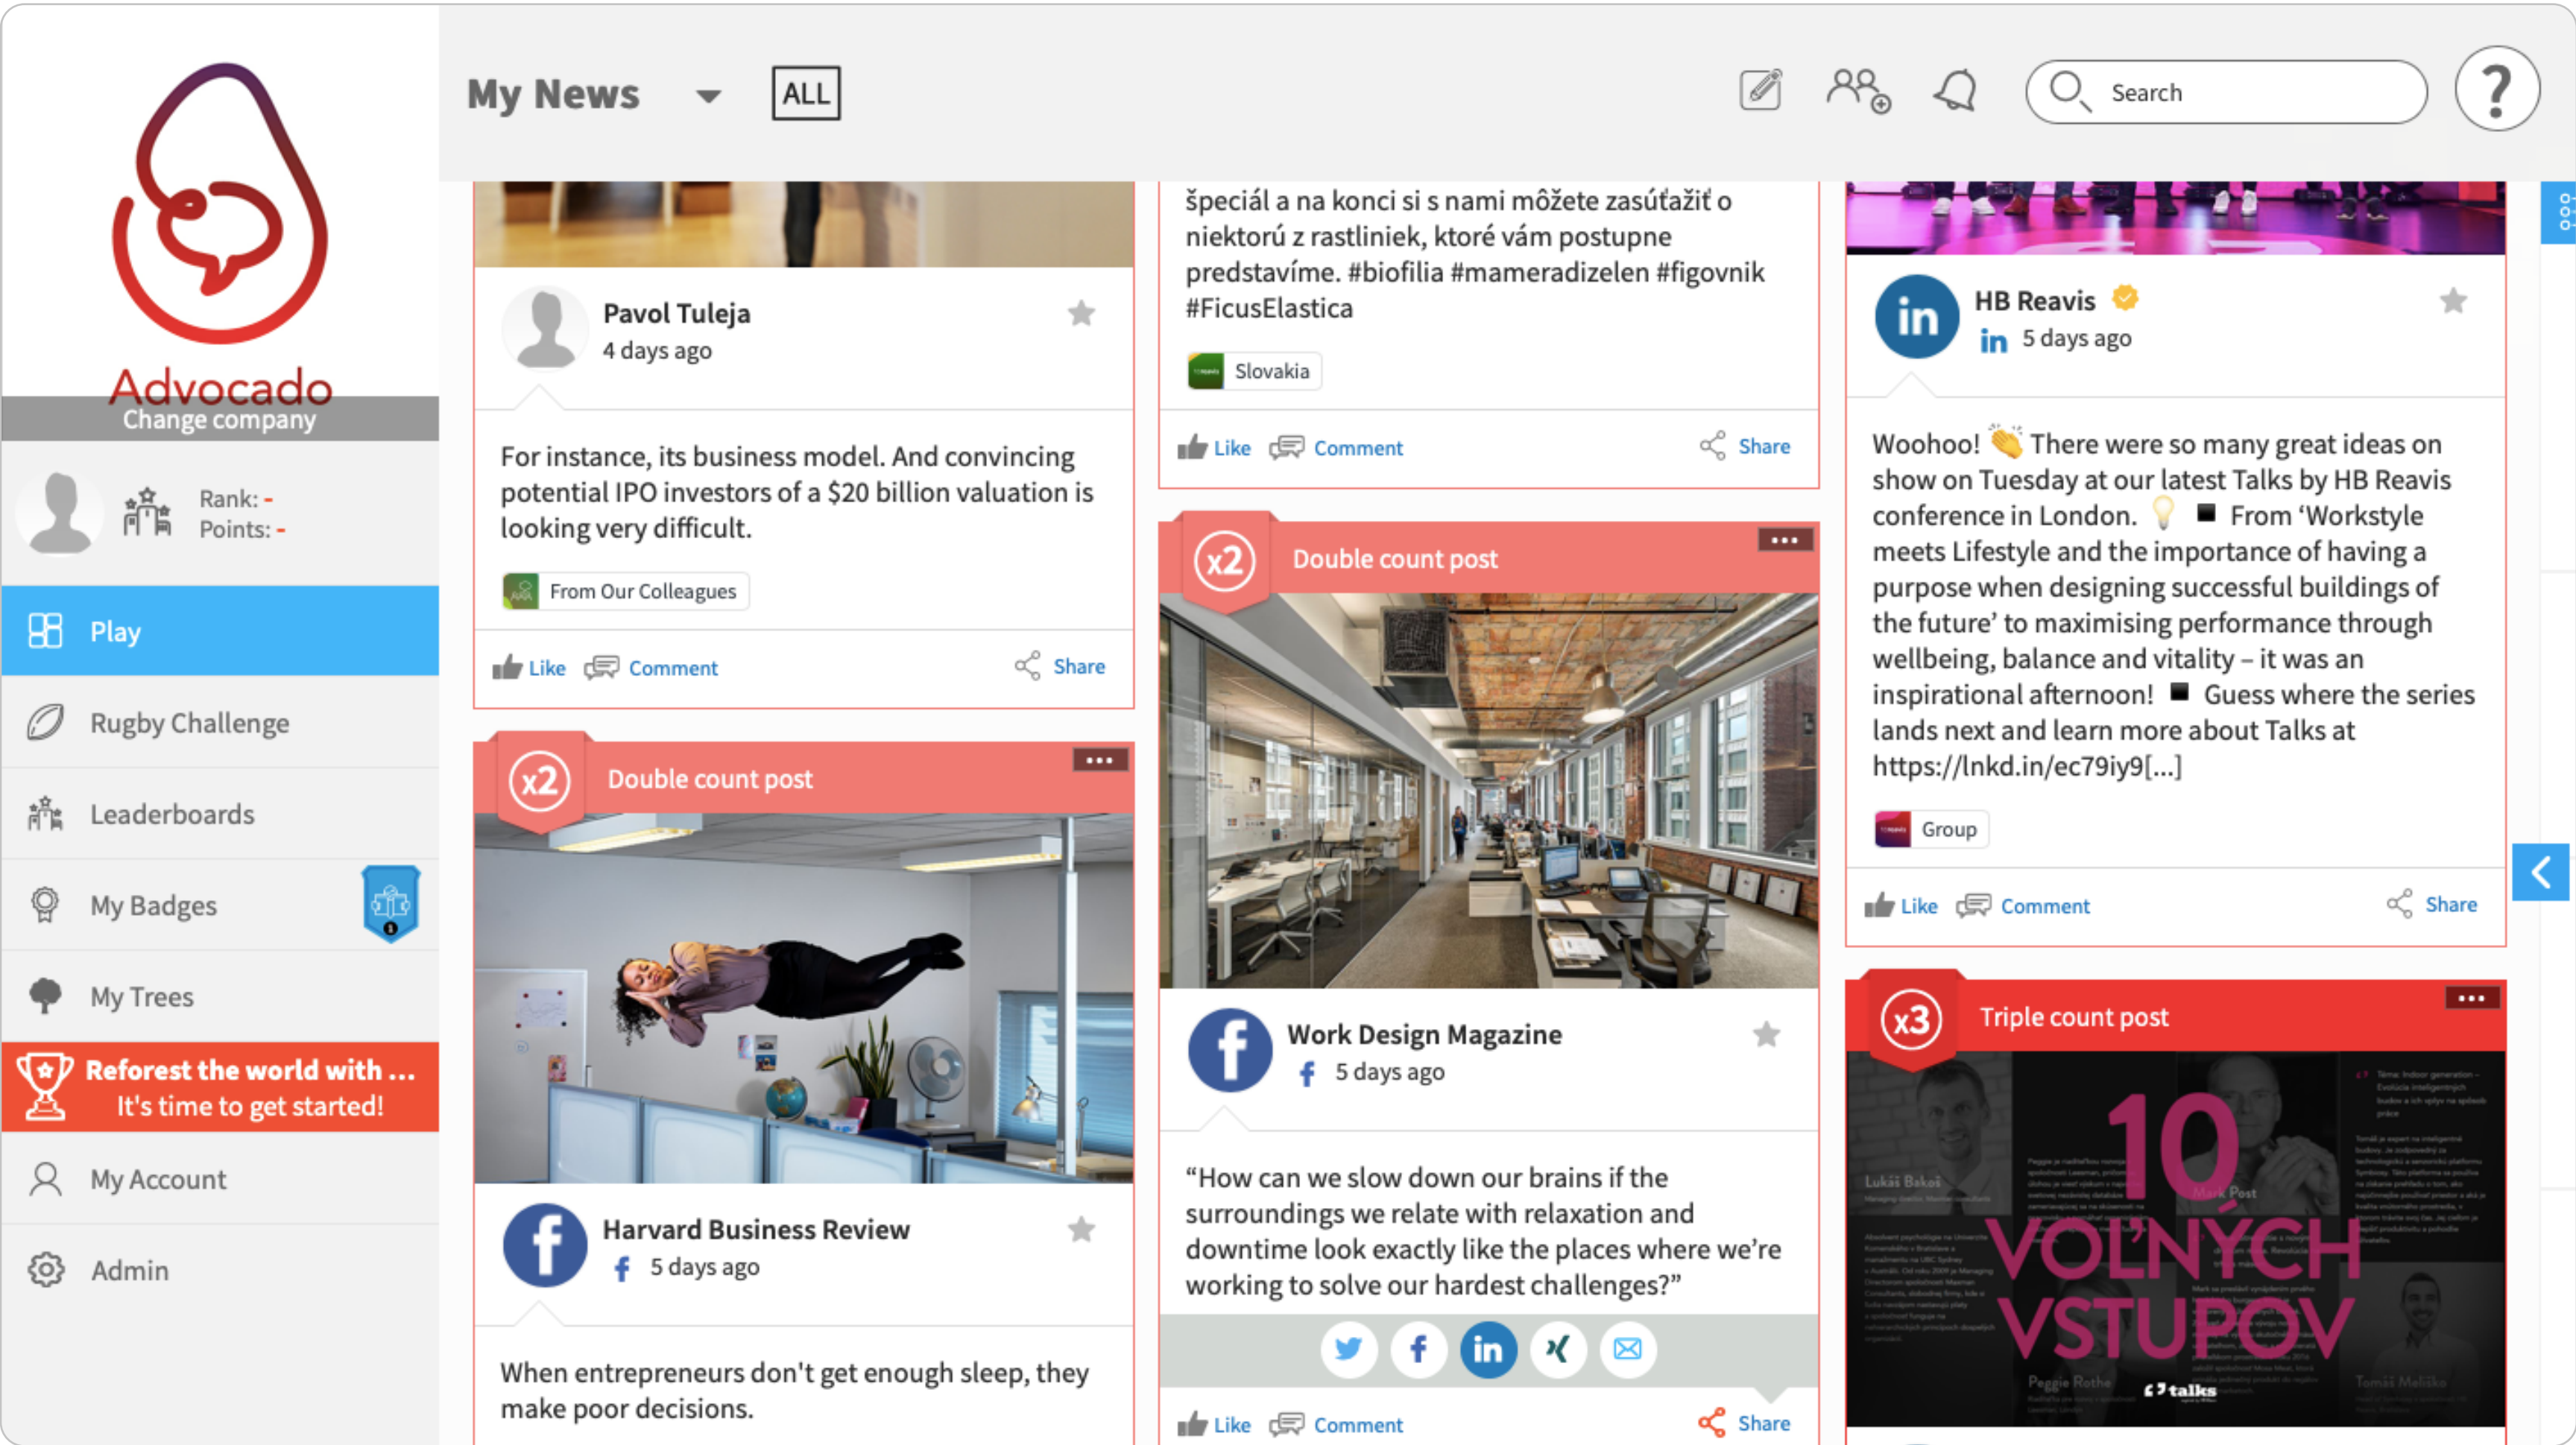 Advocado
Change company
Rank: -
Points: -
Play
Rugby Challenge
Leaderboards
My Badges
My Trees
Reforest the world with ...
It's time to get started!
My Account
Admin
My News
ALL
Search
?
Pavol Tuleja
4 days ago
For instance, its business model. And convincing
potential IPO investors of a $20 billion valuation is
looking very difficult.
From Our Colleagues
Like
Comment
Share
x2
Double count post
Harvard Business Review
5 days ago
When entrepreneurs don't get enough sleep, they
make poor decisions.
špeciál a na konci si s nami môžete zasúťažiť o
niektorú z rastliniek, ktoré vám postupne
predstavíme. #biofilia #mameradizelen #figovnik
#FicusElastica
Slovakia
Like
Comment
Share
x2
Double count post
Work Design Magazine
5 days ago
“How can we slow down our brains if the
surroundings we relate with relaxation and
downtime look exactly like the places where we’re
working to solve our hardest challenges?”
Like
Comment
Share
HB Reavis
in 5 days ago
Woohoo! 👏 There were so many great ideas on
show on Tuesday at our latest Talks by HB Reavis
conference in London. 💡 ◾ From ‘Workstyle
meets Lifestyle and the importance of having a
purpose when designing successful buildings of
the future’ to maximising performance through
wellbeing, balance and vitality – it was an
inspirational afternoon! ◾ Guess where the series
lands next and learn more about Talks at
https://lnkd.in/ec79iy9[...]
Group
Like
Comment
Share
x3
Triple count post
10
VOĽNÝCH
VSTUPOV
Lukáš Bakoš
Mark Post
Peggie Rothe
Tomáš Meliško
talks